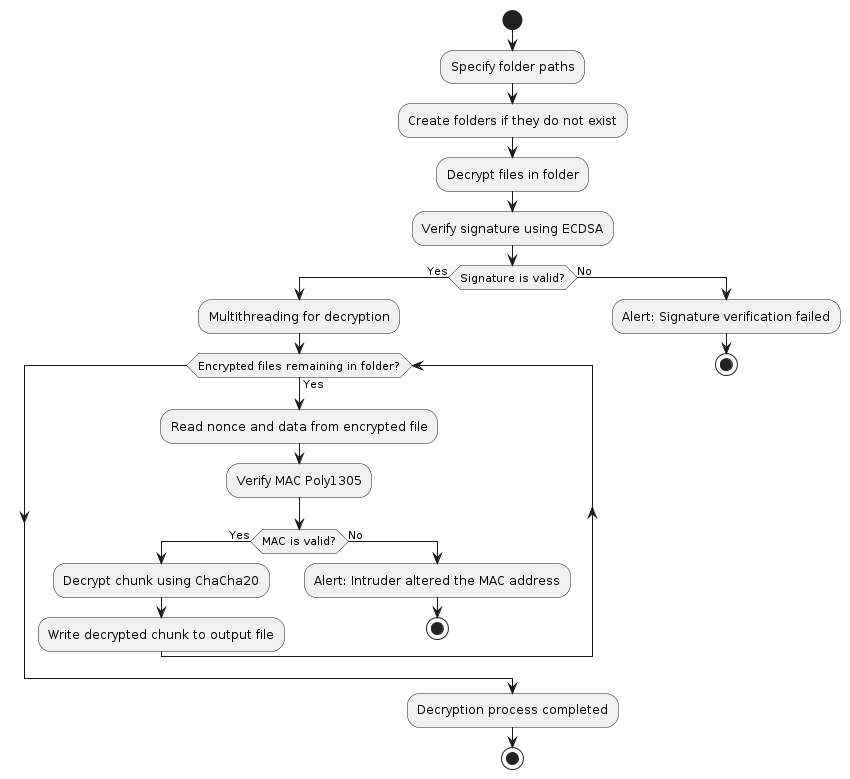 Specify folder paths
Create folders if they do not exist
Decrypt files in folder
Verify signature using ECDSA
Yes
Signature is valid?
No
Multithreading for decryption
Alert: Signature verification failed
Encrypted files remaining in folder?
Yes
Read nonce and data from encrypted file
Verify MAC Poly1305
Yes
MAC is valid?
No
Decrypt chunk using ChaCha20
Alert: Intruder altered the MAC address
Write decrypted chunk to output file
Decryption process completed